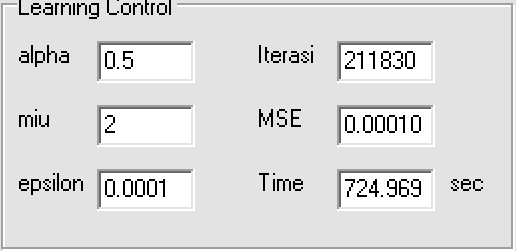 Learning Control
alpha 0.5 Iterasi 211830
miu 2 MSE 0.00010
epsilon 0.0001 Time 724.969 sec